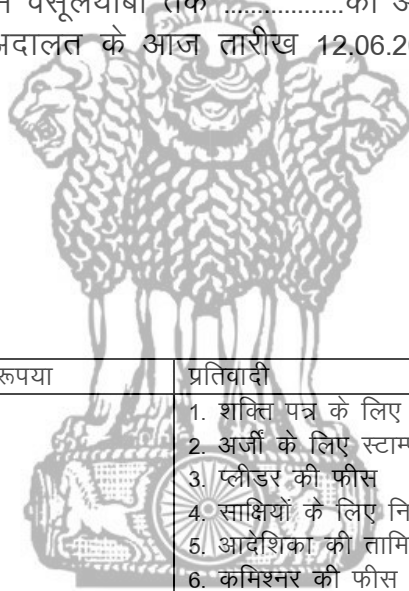 वसूलयाबी तक ..................की
अदालत के आज तारीख 12.06.20
रूपया प्रतिवादी
1. शक्ति पत्र के लिए
2. अर्जी के लिए स्टाम्प
3. प्लीडर की फीस
4. साक्षियों के लिए
5. आदेशिका की
6. कमिश्नर की फीस